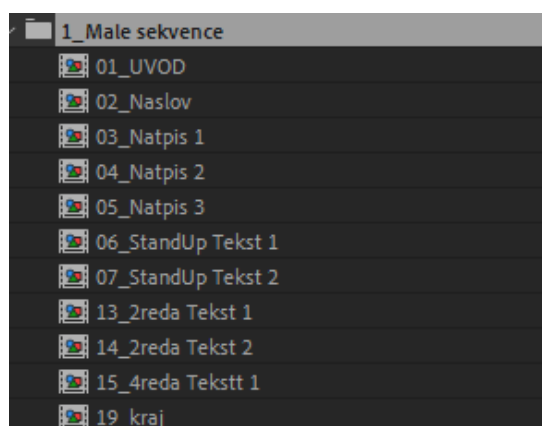 1_Male sekvence
01_UVOD
02_Naslov
03_Natpis 1
04_Natpis 2
05_Natpis 3
06_StandUp Tekst 1
07_StandUp Tekst 2
13_2reda Tekst 1
14_2reda Tekst 2
15_4reda Tekstt 1
19_kraj